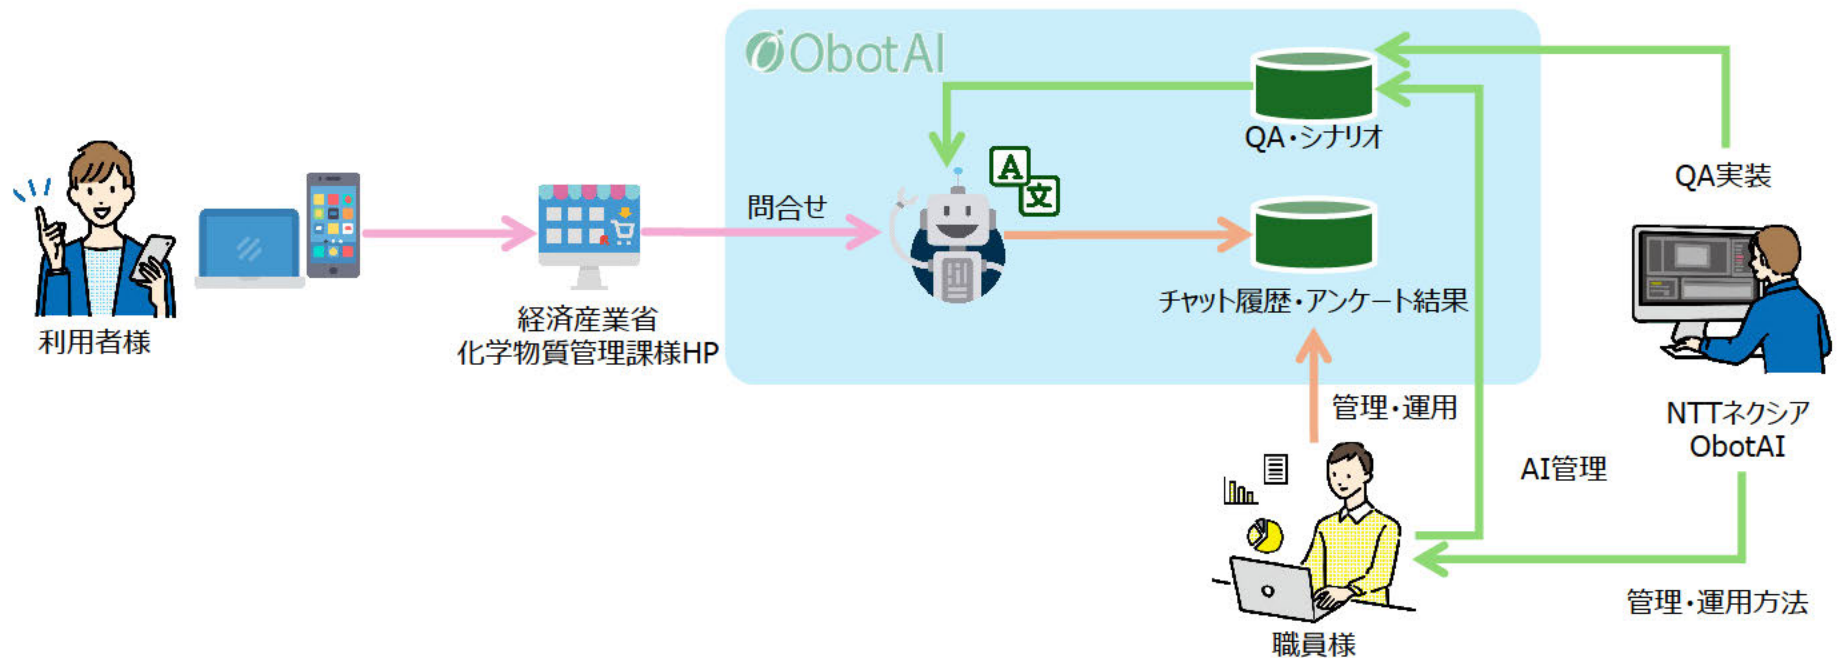 ObotAI
QA・シナリオ
A
文
問合せ
QA実装
利用者様
経済産業省
化学物質管理課様HP
チャット履歴・アンケート結果
管理・運用
NTTネクシア
ObotAI
AI管理
管理・運用方法
職員様